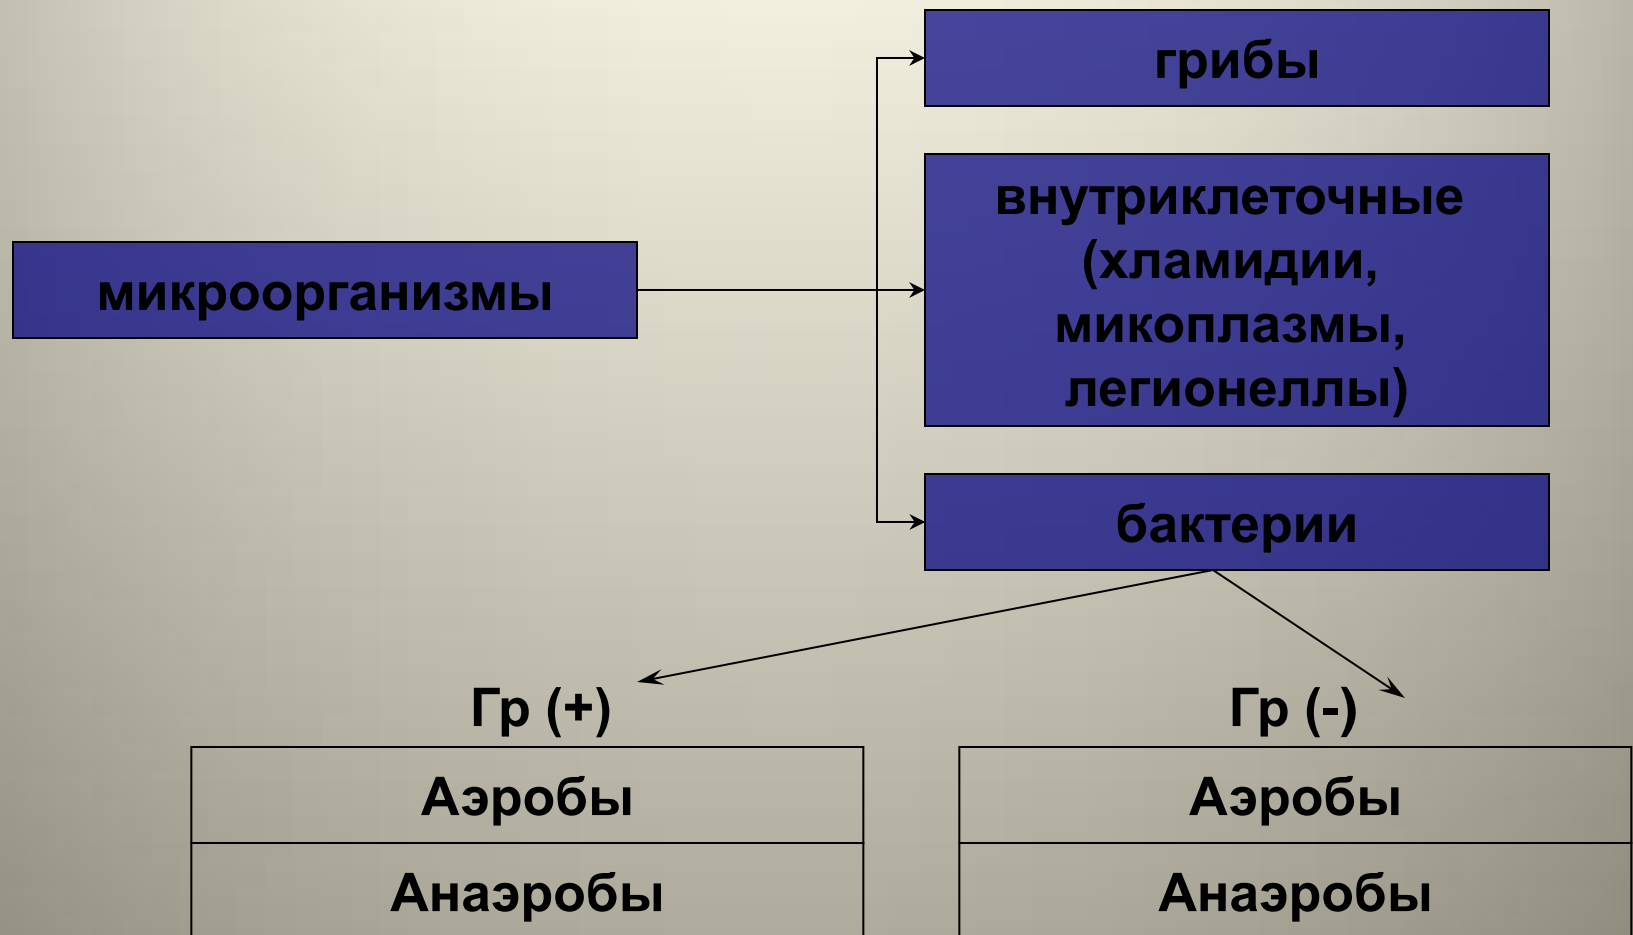 грибы
внутриклеточные
(хламидии,
микоплазмы,
легионеллы)
микроорганизмы
бактерии
Гр (+)
Гр (-)
Аэробы
Аэробы
Анаэробы
Анаэробы